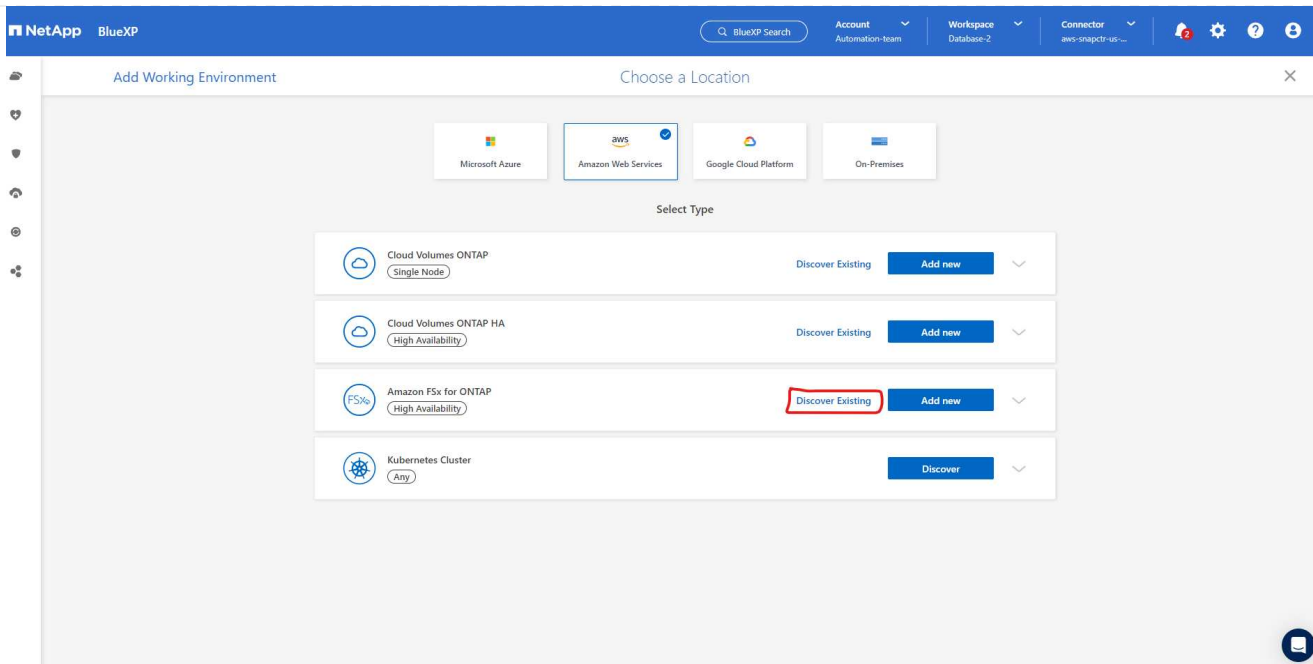 NetApp BlueXP
BlueXP Search
Account
Automation-team
Workspace
Database-2
Connector
aws-snapctr-us-...
2
Add Working Environment
Choose a Location
Microsoft Azure
aws
Amazon Web Services
Google Cloud Platform
On-Premises
Select Type
Cloud Volumes ONTAP
Single Node
Discover Existing
Add new
Cloud Volumes ONTAP HA
High Availability
Discover Existing
Add new
FSx
Amazon FSx for ONTAP
High Availability
Discover Existing
Add new
Kubernetes Cluster
Any
Discover